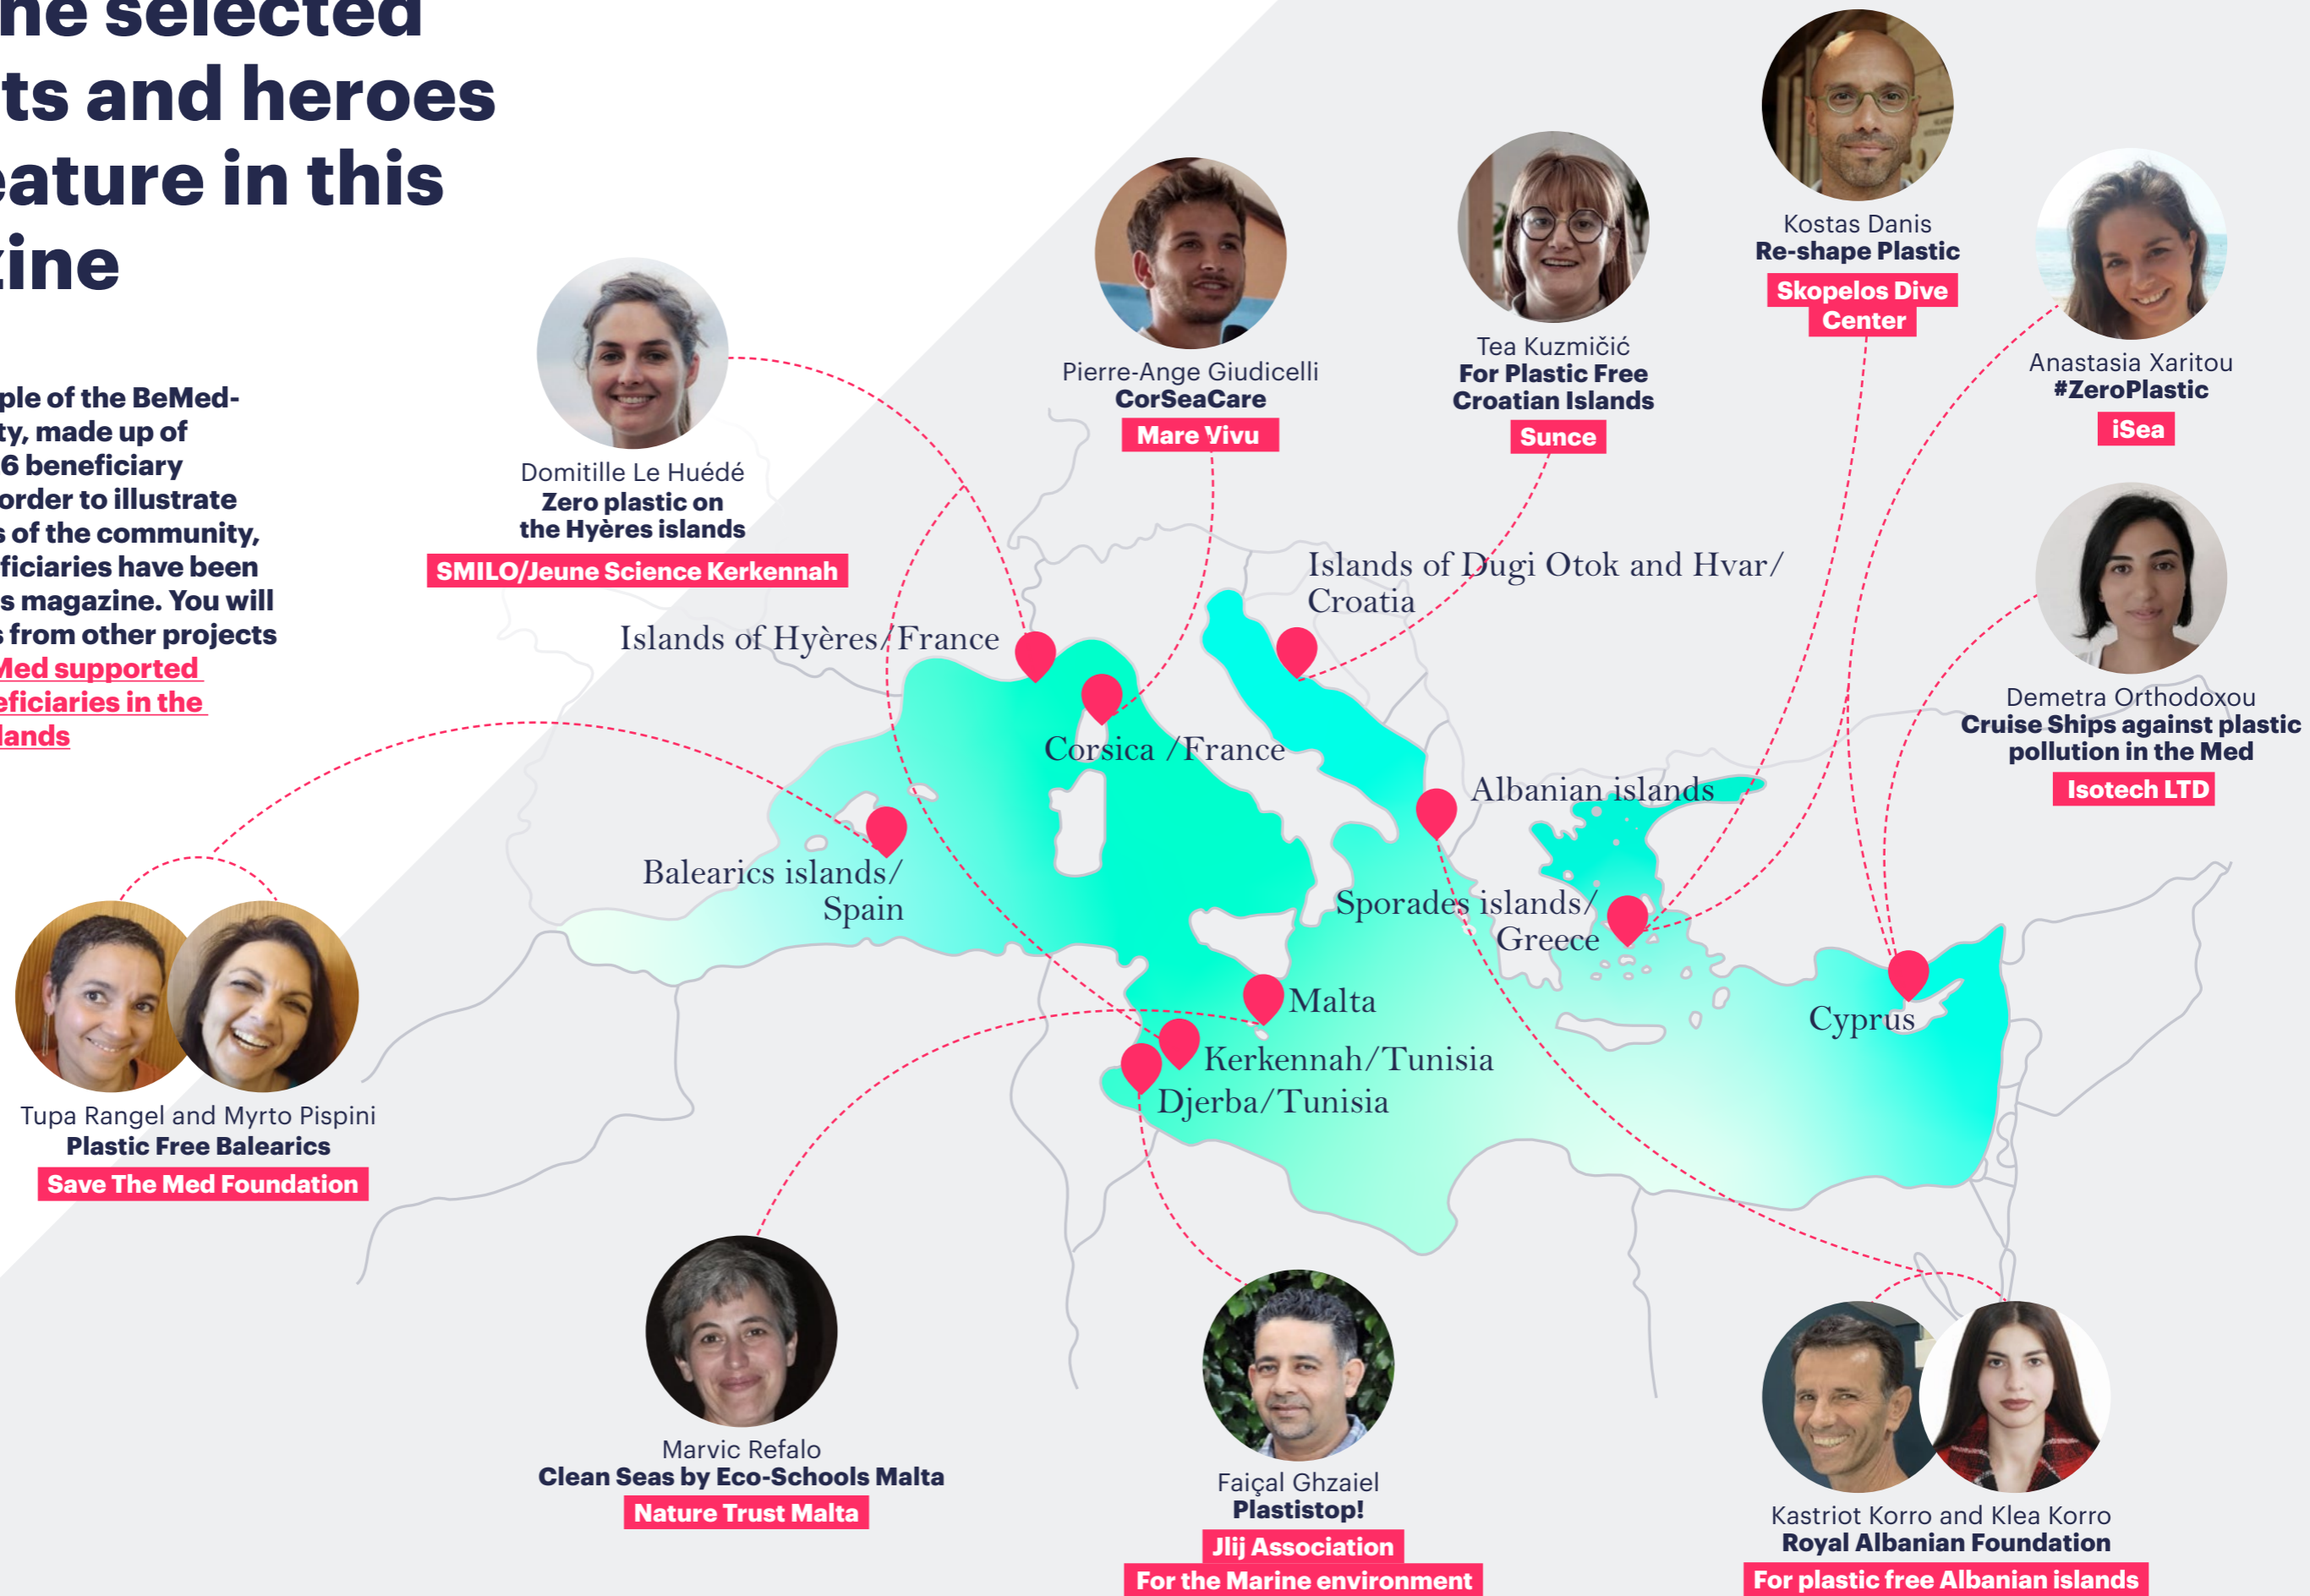 he selected
ts and heroes
eature in this
zine
ple of the BeMed-
ty, made up of
6 beneficiary
order to illustrate
s of the community,
ficiaries have been
s magazine. You will
s from other projects
Med supported
eficiaries in the
lands
Domitille Le Huédé
Zero plastic on
the Hyères islands
SMILO/Jeune Science Kerkennah
Pierre-Ange Giudicelli
CorSeaCare
Mare Vivu
Tea Kuzmičić
For Plastic Free
Croatian Islands
Sunce
Kostas Danis
Re-shape Plastic
Skopelos Dive
Center
Anastasia Xaritou
#ZeroPlastic
iSea
Demetra Orthodoxou
Cruise Ships against plastic
pollution in the Med
Isotech LTD
Islands of Dugi Otok and Hvar/
Croatia
Islands of Hyères/France
Corsica /France
Albanian islands
Balearics islands/
Spain
Sporades islands/
Greece
Malta
Cyprus
Kerkennah/Tunisia
Djerba/Tunisia
Tupa Rangel and Myrto Pispini
Plastic Free Balearics
Save The Med Foundation
Marvic Refalo
Clean Seas by Eco-Schools Malta
Nature Trust Malta
Faiçal Ghzaiel
Plastistop!
Jlij Association
For the Marine environment
Kastriot Korro and Klea Korro
Royal Albanian Foundation
For plastic free Albanian islands